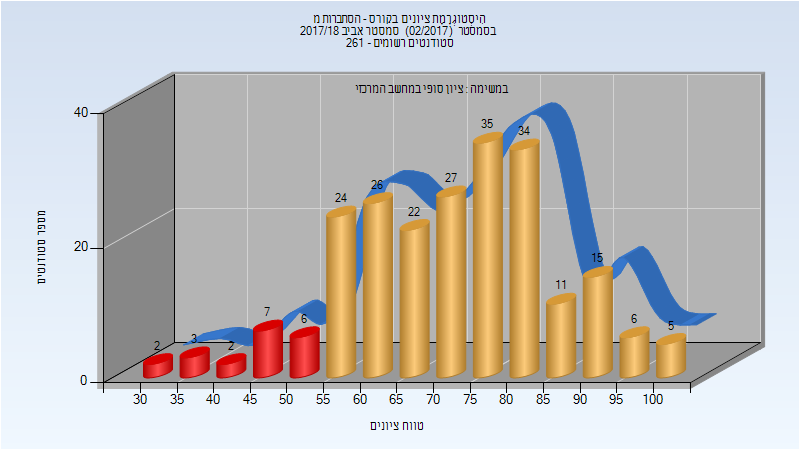 היסטוגרמת ציונים בקורס - הסתברות מ
בסמסטר (02/2017) סמסטר אביב 2017/18
סטודנטים רשומים - 261
במשימה : ציון סופי במחשב המרכזי
מספר סטודנטים
40
20
0
2
3
2
7
6
24
26
22
27
35
34
11
15
6
5
30 35 40 45 50 55 60 65 70 75 80 85 90 95 100
טווח ציונים